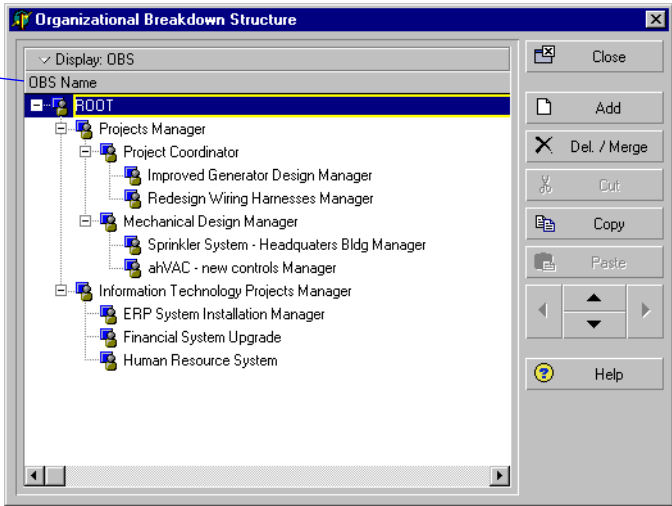 Organizational Breakdown Structure
Display: OBS
OBS Name
ROOT
Projects Manager
Project Coordinator
Improved Generator Design Manager
Redesign Wiring Harnesses Manager
Mechanical Design Manager
Sprinkler System - Headquaters Bldg Manager
ahVAC - new controls Manager
Information Technology Projects Manager
ERP System Installation Manager
Financial System Upgrade
Human Resource System
Close
Add
Del. / Merge
Cut
Copy
Paste
Help